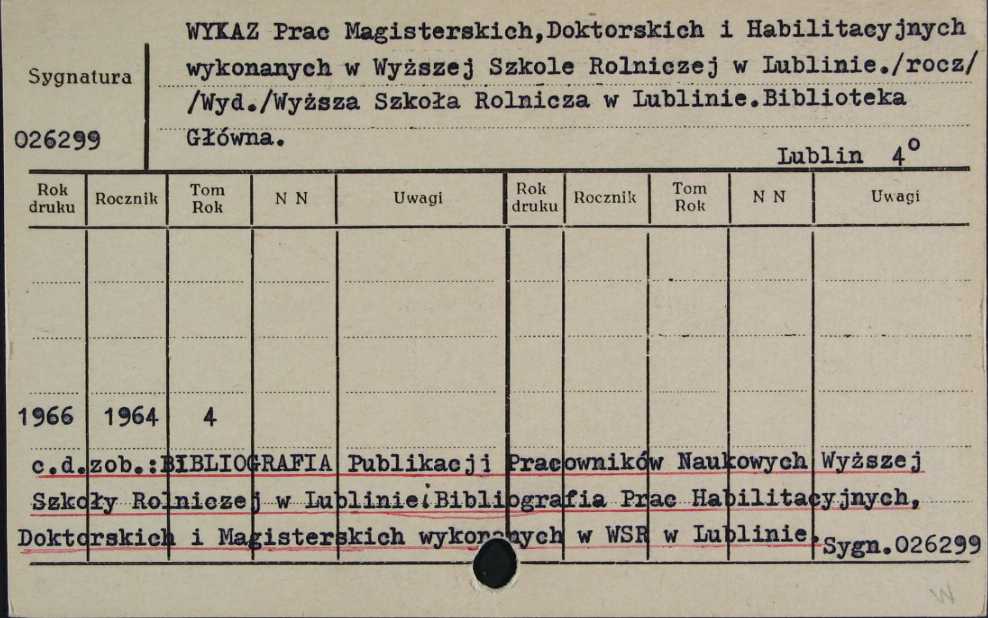 WYKAZ Prac Magisterskich,Doktorskich i Habilitacyjnych
wykonanych w Wyższej Szkole Rolniczej w Lublinie./rocz/
Sygnatura
/Wyd./Wyższa Szkoła Rolnicza w Lublinie.Biblioteka
026299
Główna.
Lublin 4°
Rok druku Rocznik Tom Rok N N Uwagi Rok druku Rocznik Tom Rok N N Uwagi
1966 1964 4
c.d.zob.:BIBLIOGRAFIA Publikacji Pracowników Naukowych Wyższej
Szkoły Rolniczej w Lublinie:Bibliografia Prac Habilitacyjnych,
Doktorskich i Magisterskich wykonanych w WSR w Lublinie.
Sygn.026299
W